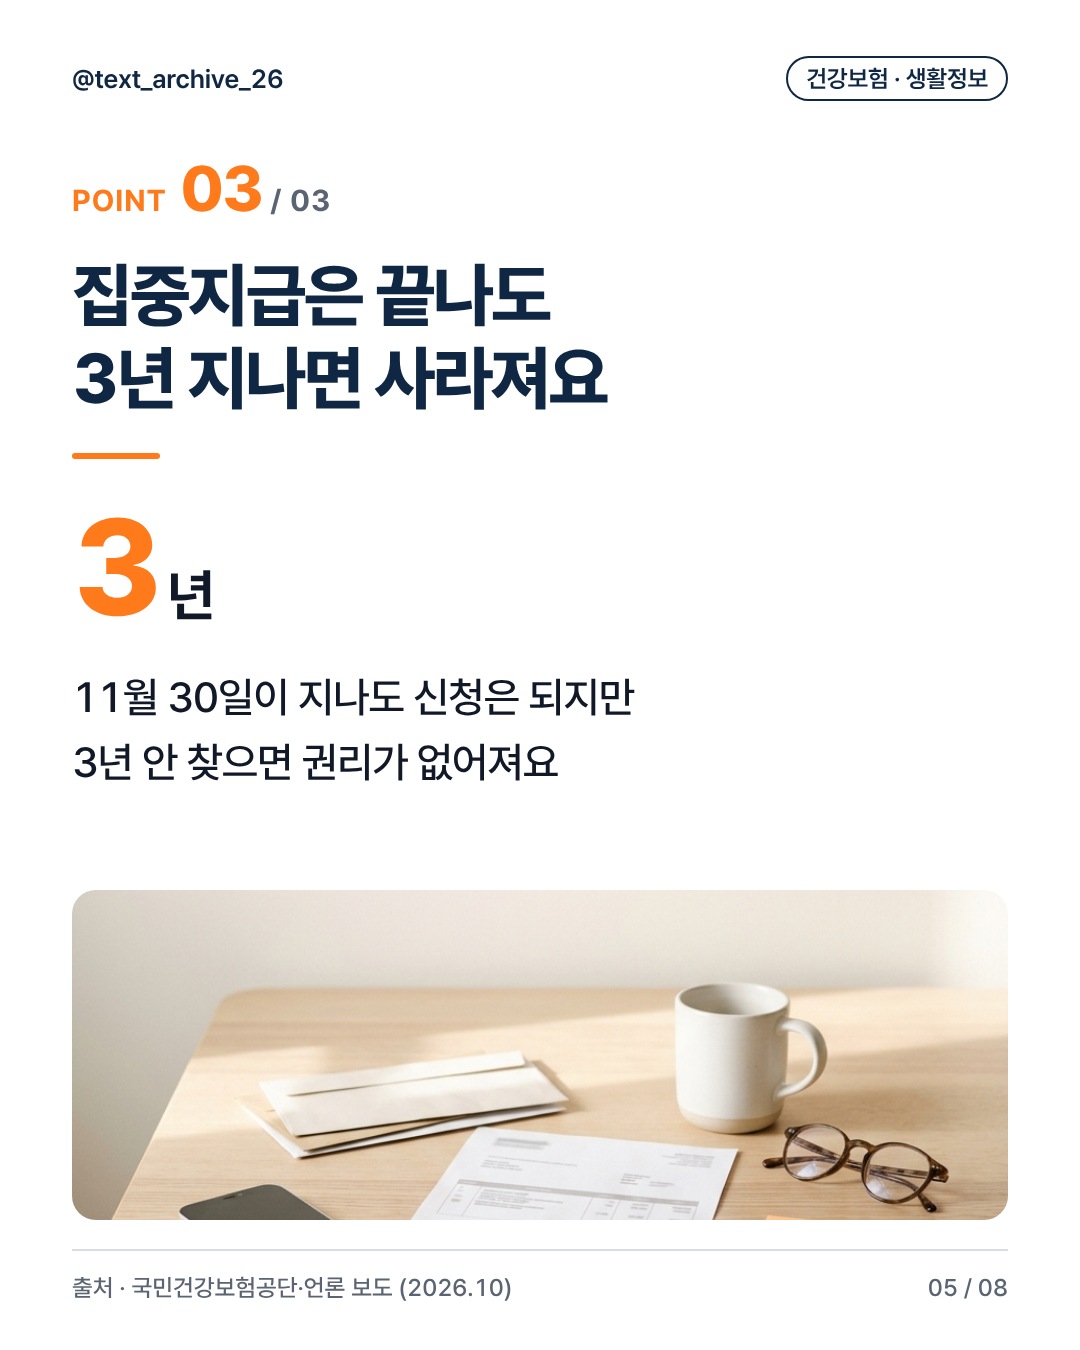 @text_archive_26
건강보험 · 생활정보
POINT 03 / 03
집중지급은 끝나도
3년 지나면 사라져요
3년
11월 30일이 지나도 신청은 되지만
3년 안 찾으면 권리가 없어져요
출처 · 국민건강보험공단·언론 보도 (2026.10)
05 / 08